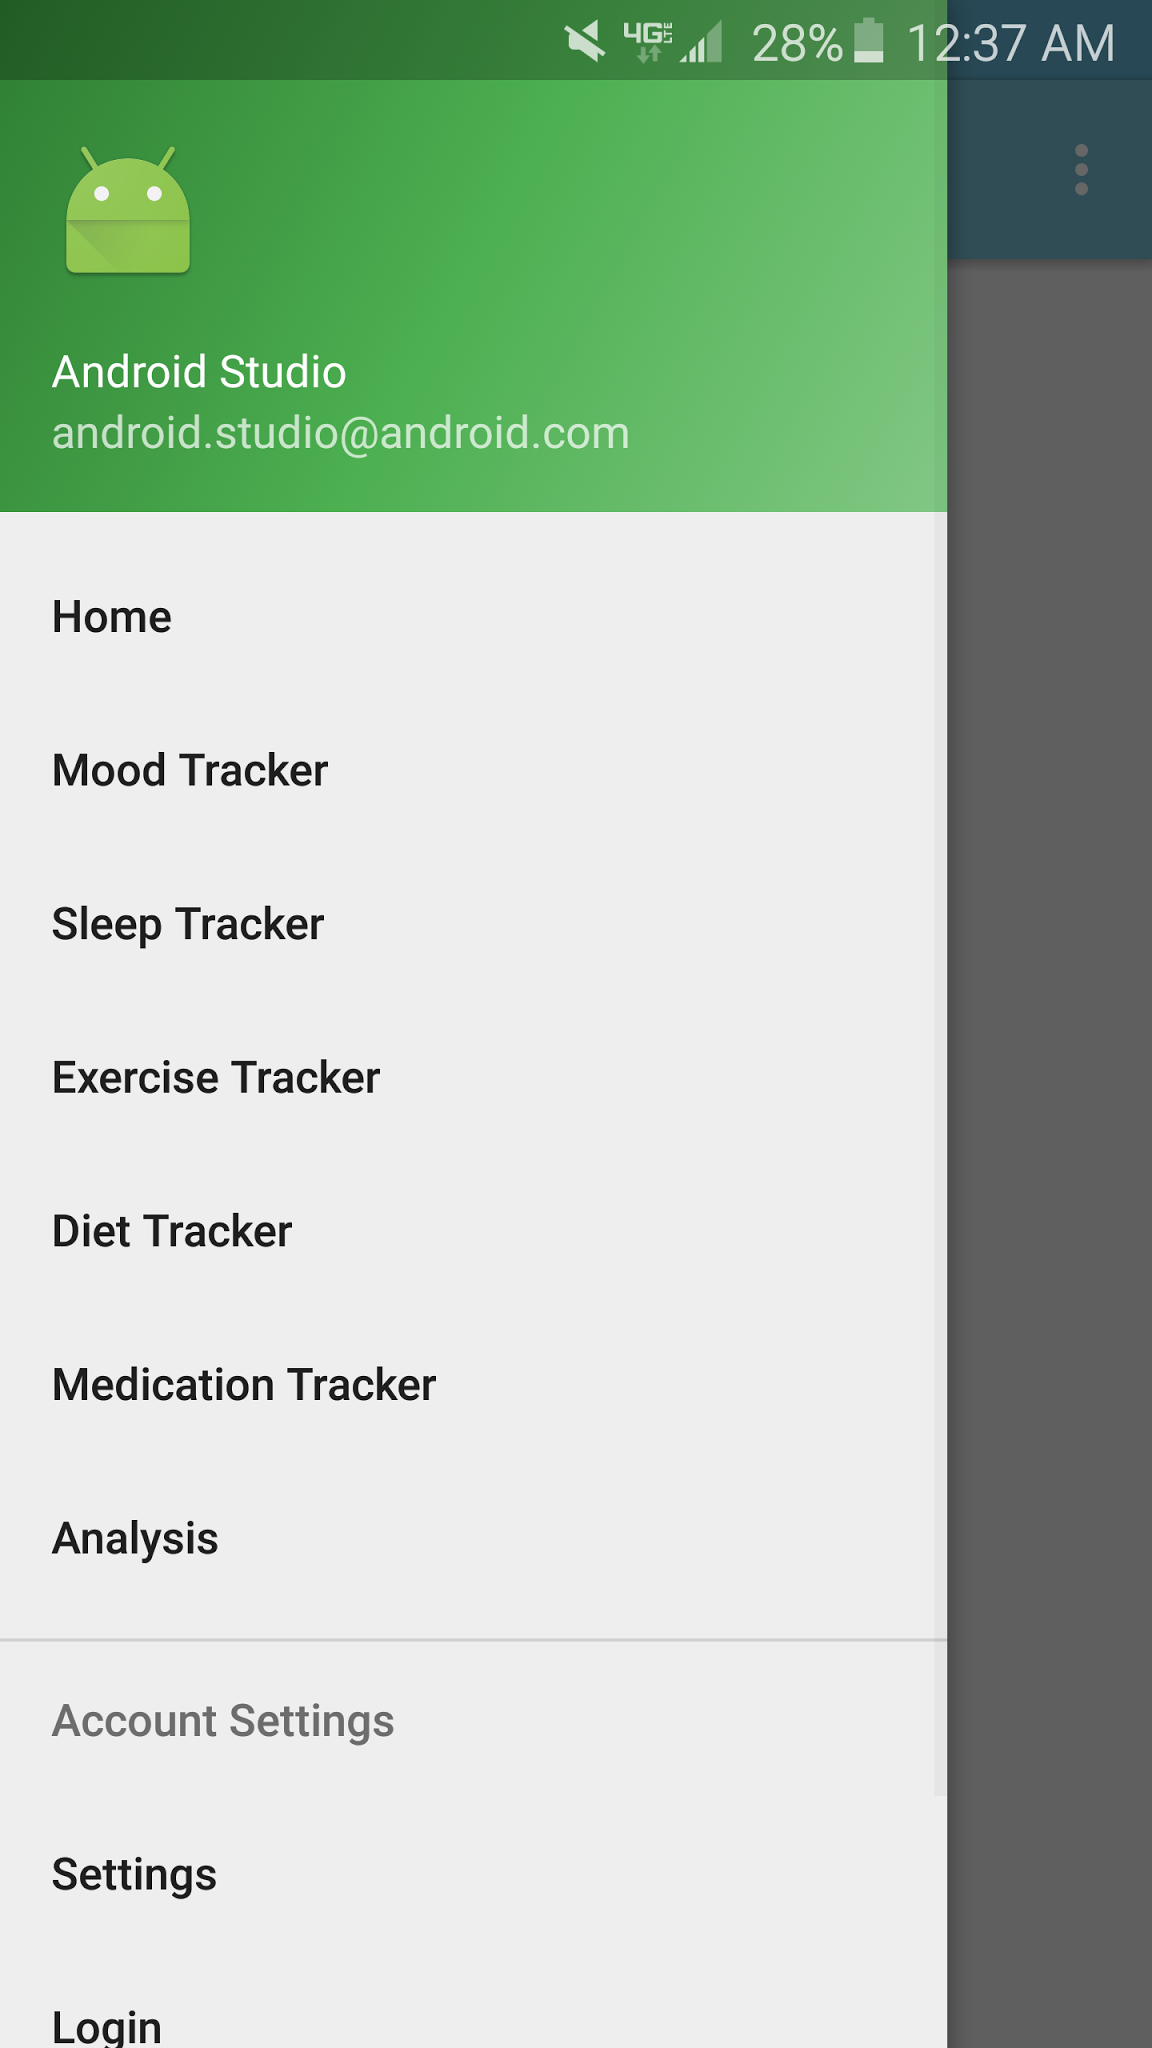 4G LTE 28% 12:37 AM
Android Studio
android.studio@android.com
Home
Mood Tracker
Sleep Tracker
Exercise Tracker
Diet Tracker
Medication Tracker
Analysis
Account Settings
Settings
Login